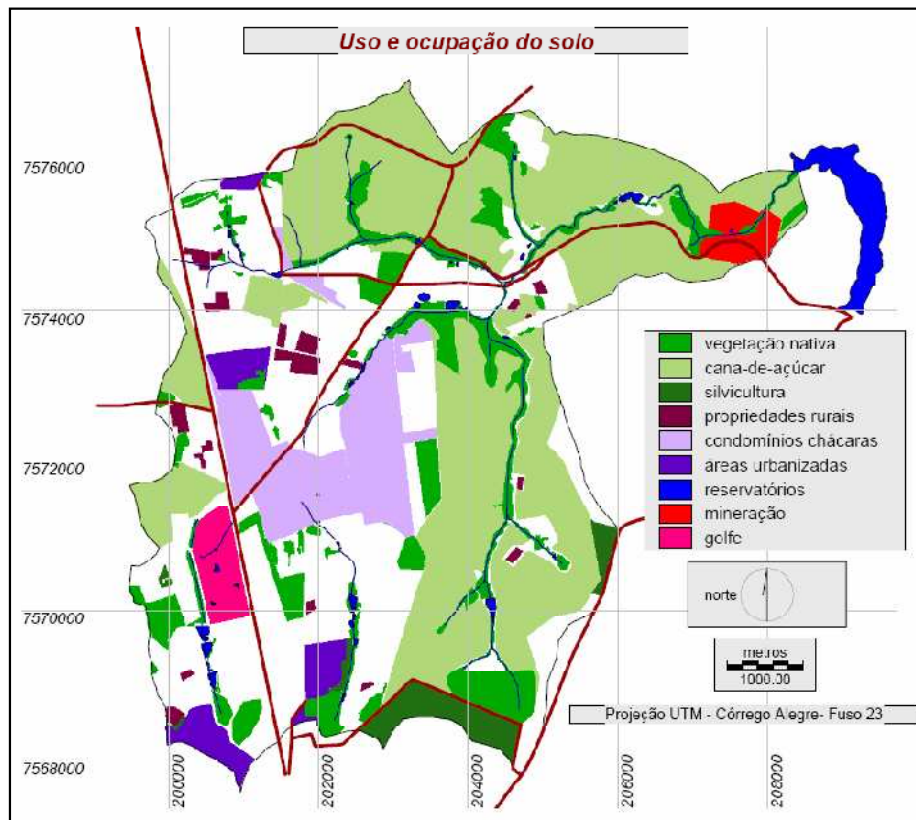 Uso e ocupação do solo
7576000
7574000
7572000
7570000
7568000
200000
202000
204000
206000
208000
vegetação nativa
cana-de-açúcar
silvicultura
propriedades rurais
condomínios chácaras
áreas urbanizadas
reservatórios
mineração
golfe
norte
metros
1000.00
Projeção UTM - Córrego Alegre- Fuso 23